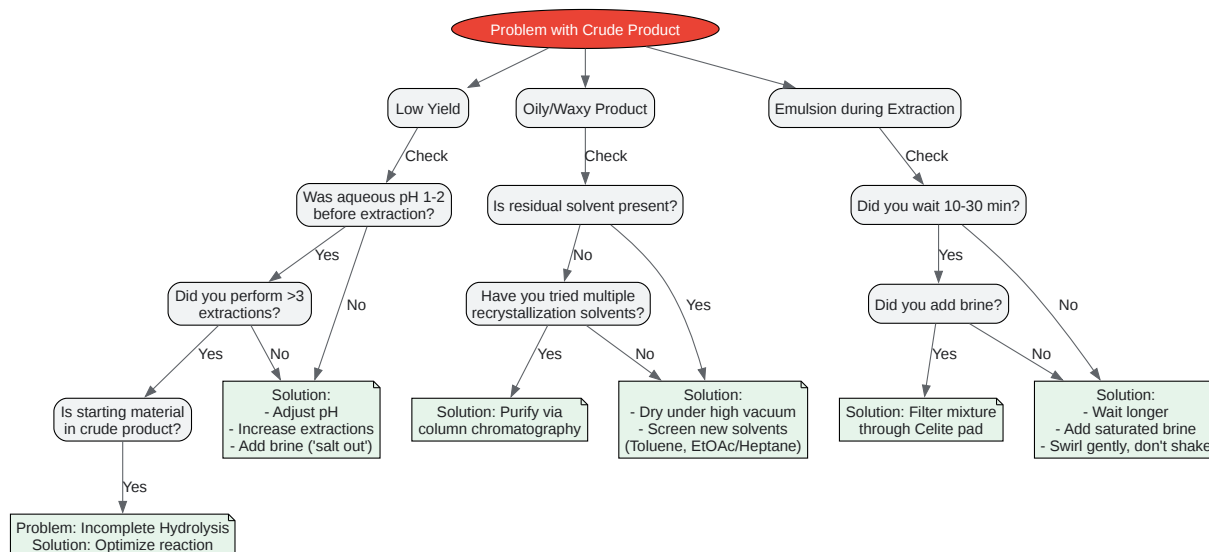 Problem with Crude Product
Low Yield
Oily/Waxy Product
Emulsion during Extraction
Check
Check
Check
Was aqueous pH 1-2
before extraction?
Is residual solvent present?
Did you wait 10-30 min?
Yes
No
Yes
Did you perform >3
extractions?
No
Have you tried multiple
recrystallization solvents?
Yes
Did you add brine?
No
Yes
No
Yes
No
Yes
No
Is starting material
in crude product?
Solution:
- Adjust pH
- Increase extractions
- Add brine ('salt out')
Solution: Purify via
column chromatography
Solution:
- Dry under high vacuum
- Screen new solvents
(Toluene, EtOAc/Heptane)
Solution: Filter mixture
through Celite pad
Solution:
- Wait longer
- Add saturated brine
- Swirl gently, don't shake
Yes
Problem: Incomplete Hydrolysis
Solution: Optimize reaction